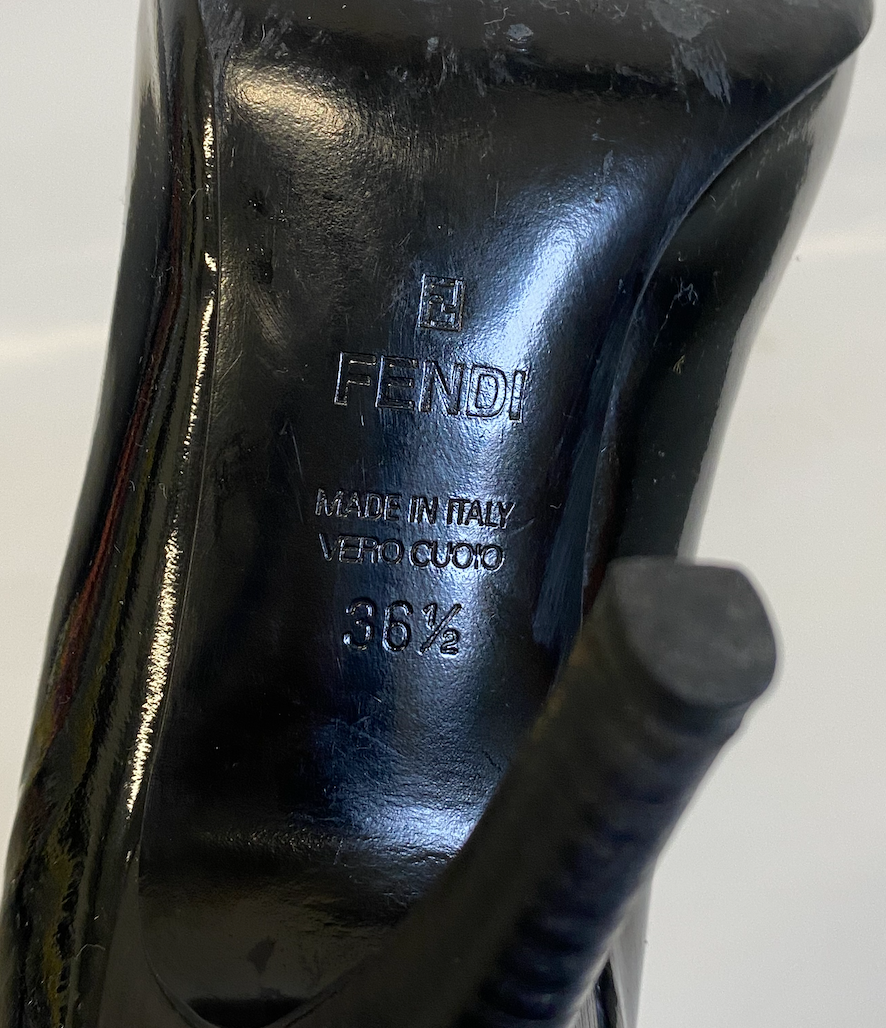 FENDI
MADE IN ITALY
VERO CUOIO
36½